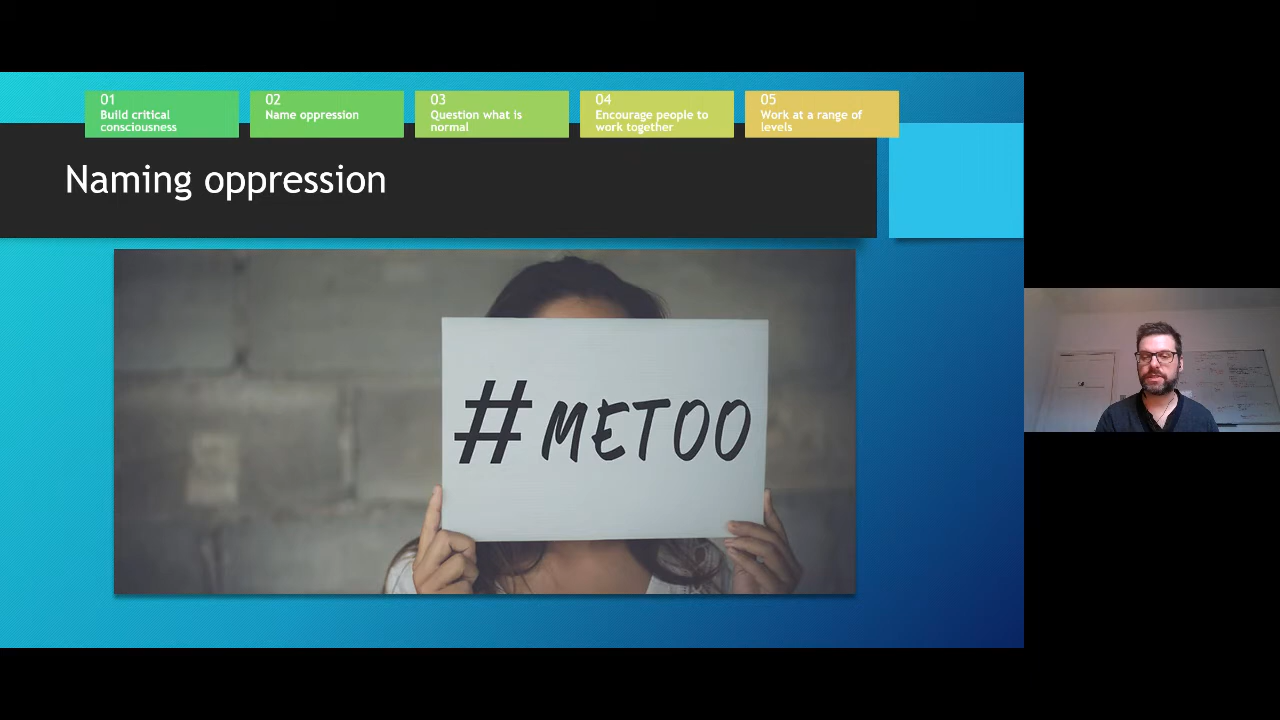 01
Build critical
consciousness
02
Name oppression
03
Question what is
normal
04
Encourage people to
work together
05
Work at a range of
levels
Naming oppression
#METOO